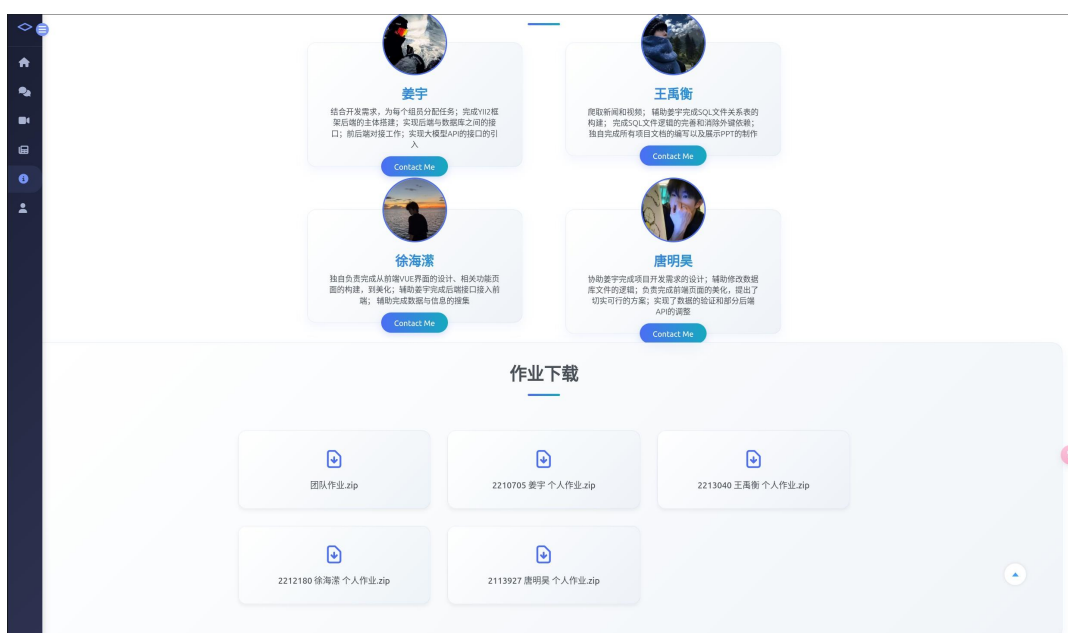 姜宇
结合开发需求，为每个组员分配任务；完成YII2框
架后端的主体搭建；实现后端与数据库之间的接
口；前后端对接工作；实现大模型API的接口的引
入
Contact Me
王禹衡
爬取新闻和视频； 辅助姜宇完成SQL文件关系表的
构建； 完成SQL文件逻辑的完善和消除外键依赖；
独自完成所有项目文档的编写以及展示PPT的制作
Contact Me
徐海潆
独自负责完成从前端VUE界面的设计、相关功能页
面的构建，到美化；辅助姜宇完成后端接口接入前
端； 辅助完成数据与信息的搜集
Contact Me
唐明昊
协助姜宇完成项目开发需求的设计；辅助修改数据
库文件的逻辑；负责完成前端页面的美化，提出了
切实可行的方案；实现了数据的验证和部分后端
API的调整
Contact Me
作业下载
团队作业.zip
2210705 姜宇 个人作业.zip
2213040 王禹衡 个人作业.zip
2212180 徐海潆 个人作业.zip
2113927 唐明昊 个人作业.zip